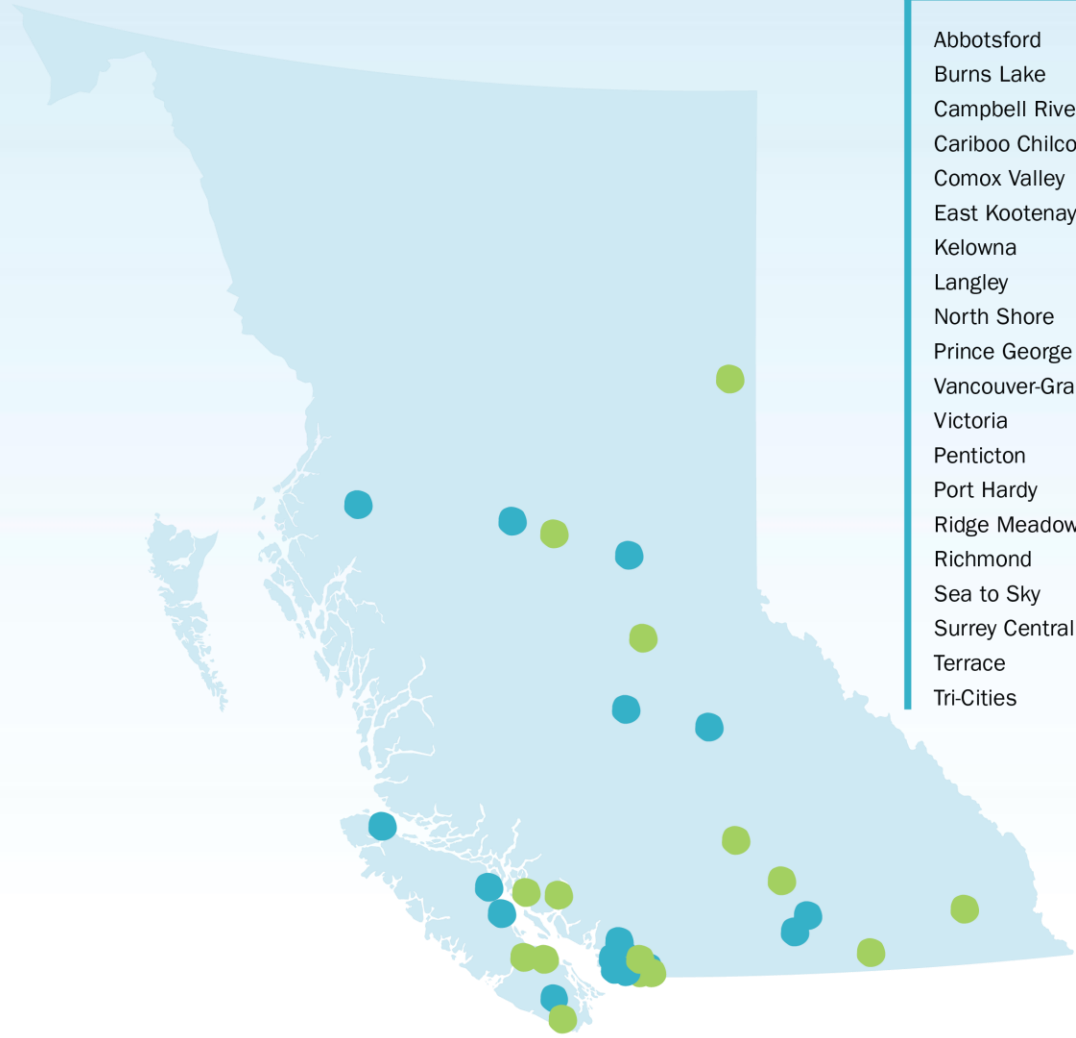 Abbotsford
Burns Lake
Campbell Rive
Cariboo Chilco
Comox Valley
East Kootenay
Kelowna
Langley
North Shore
Prince George
Vancouver-Gra
Victoria
Penticton
Port Hardy
Ridge Meadow
Richmond
Sea to Sky
Surrey Central
Terrace
Tri-Cities